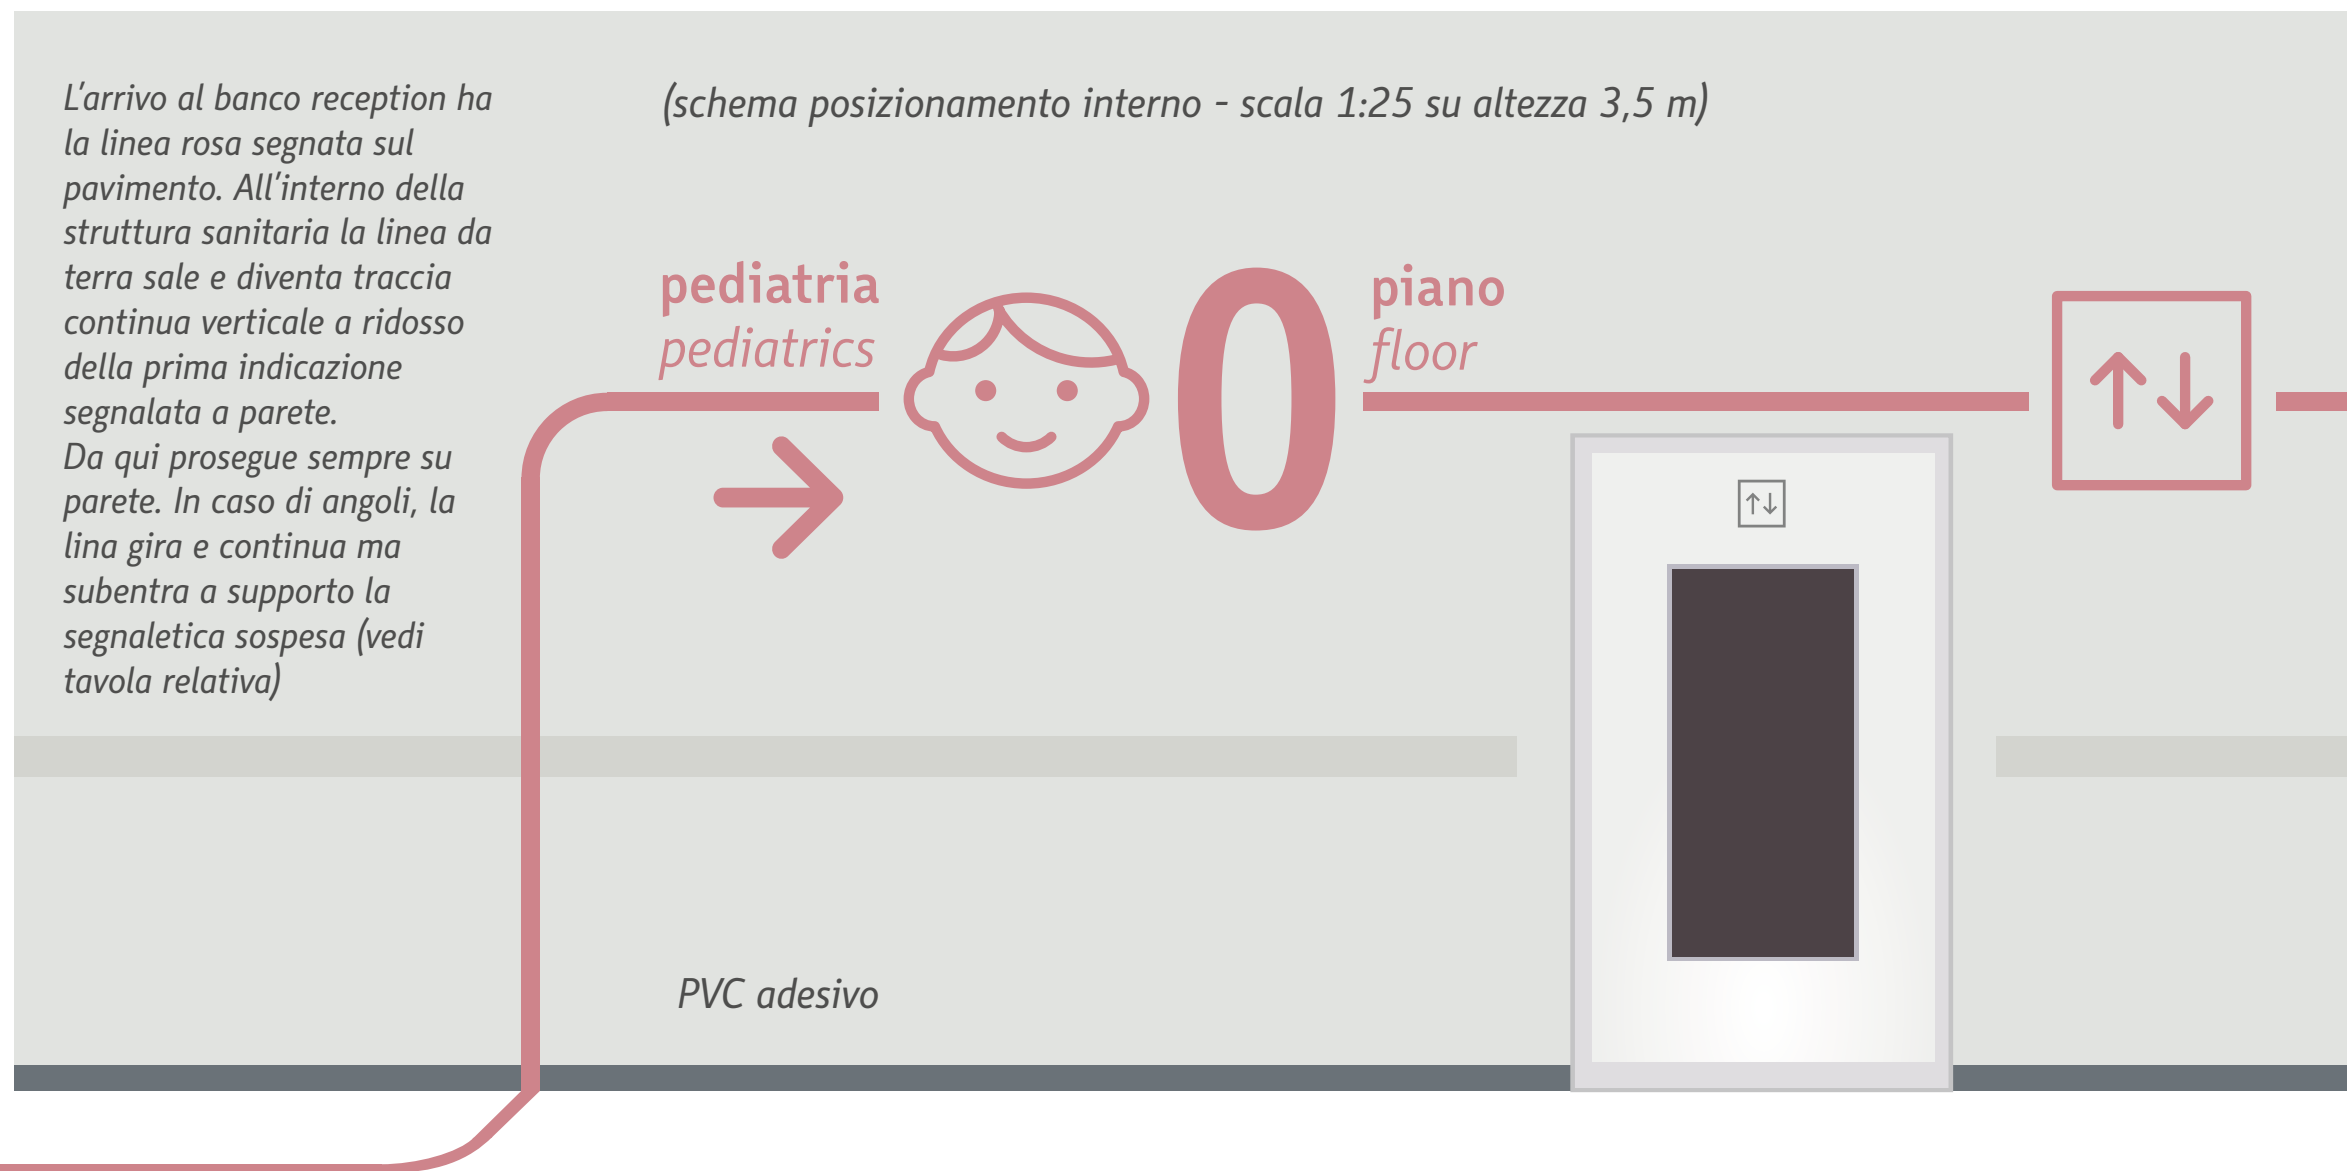 L'arrivo al banco reception ha
la linea rosa segnata sul
pavimento. All'interno della
struttura sanitaria la linea da
terra sale e diventa traccia
continua verticale a ridosso
della prima indicazione
segnalata a parete.
Da qui prosegue sempre su
parete. In caso di angoli, la
lina gira e continua ma
subentra a supporto la
segnaletica sospesa (vedi
tavola relativa)
(schema posizionamento interno - scala 1:25 su altezza 3,5 m)
pediatria
pediatrics
0
piano
floor
PVC adesivo